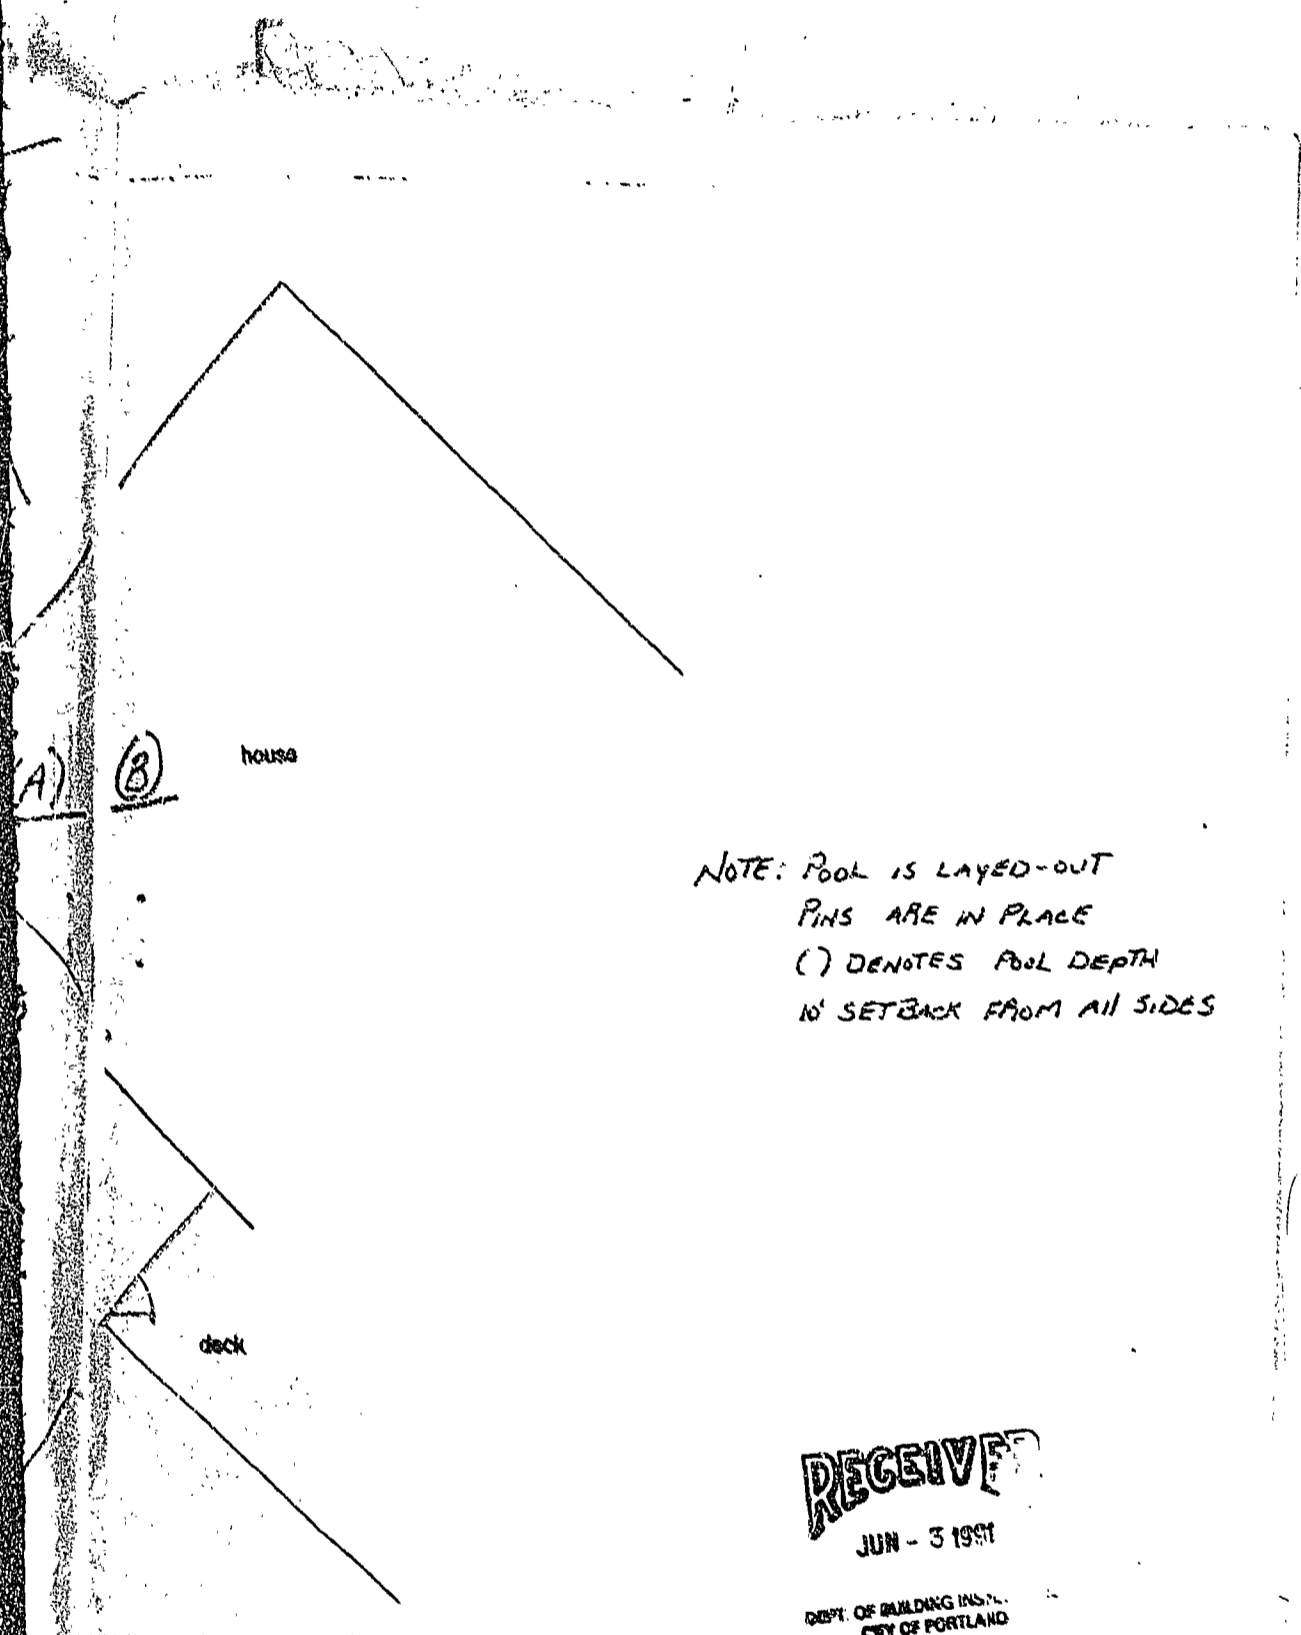 (A) (B) house
NOTE: POOL IS LAYED-OUT
PINS ARE IN PLACE
() DENOTES POOL DEPTH
10' SETBACK FROM All SIDES
deck
RECEIVED
JUN - 3 1991
DEPT. OF BUILDING INSP.
CITY OF PORTLAND